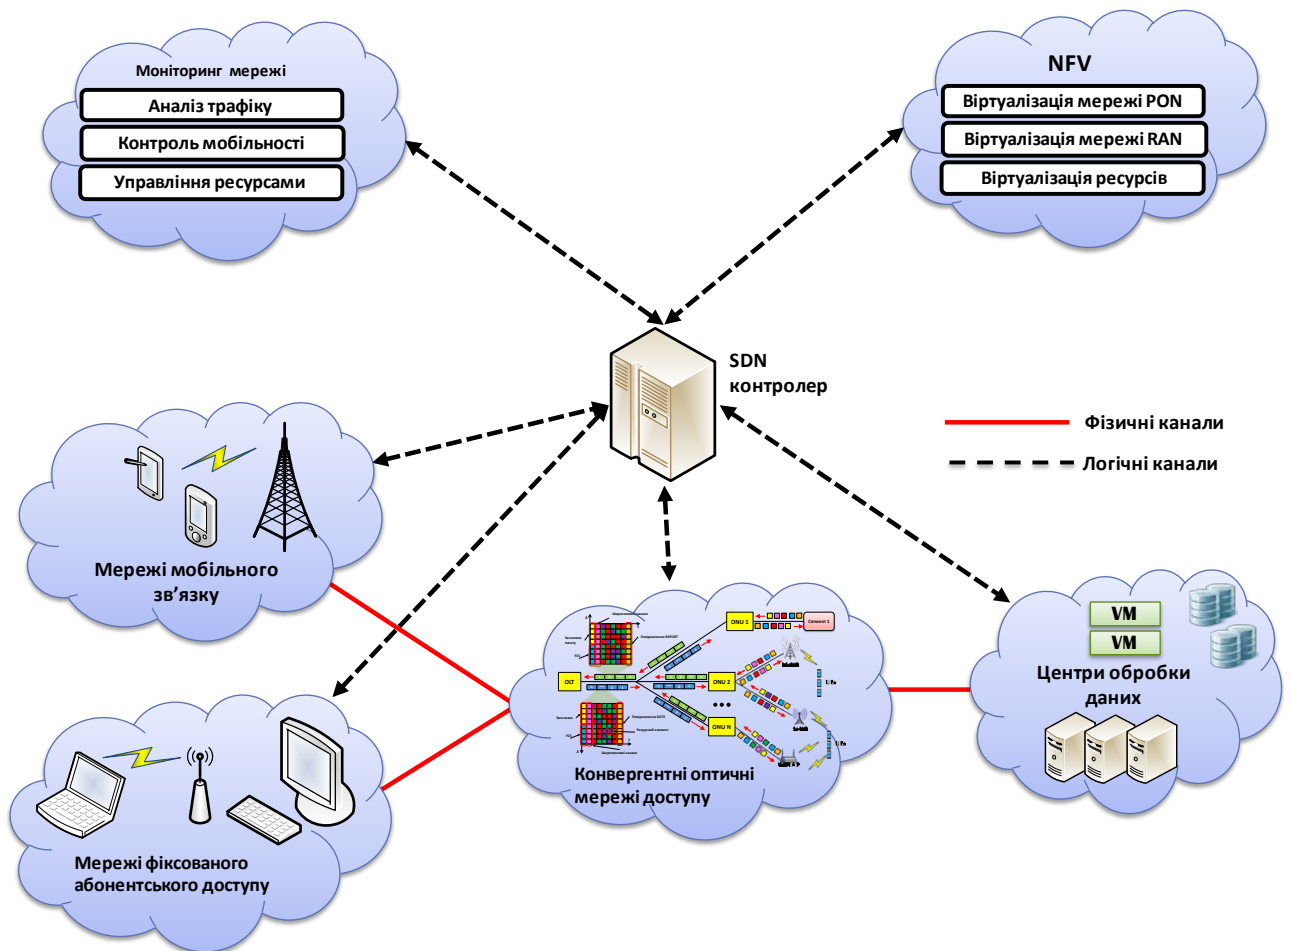 Моніторинг мережі
Аналіз трафіку
Контроль мобільності
Управління ресурсами
NFV
Віртуалізація мережі PON
Віртуалізація мережі RAN
Віртуалізація ресурсів
SDN
контролер
Фізичні канали
Логічні канали
Мережі мобільного
зв’язку
ONU 1
Сегмент 1
OLT
ONU 2
ONU N
Конвергентні оптичні
мережі доступу
VM
VM
Центри обробки
даних
Мережі фіксованого
абонентського доступу